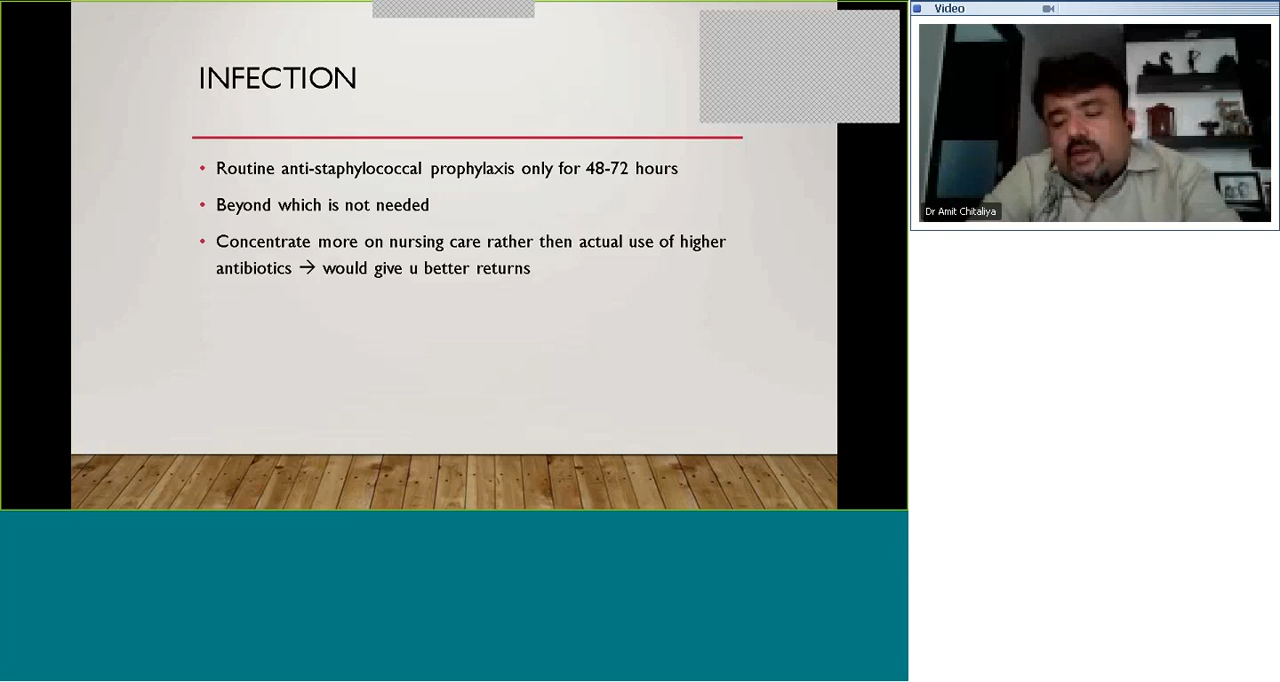 INFECTION
• Routine anti-staphylococcal prophylaxis only for 48-72 hours
• Beyond which is not needed
• Concentrate more on nursing care rather then actual use of higher
antibiotics → would give u better returns
Video
Dr Amit Chitaliya